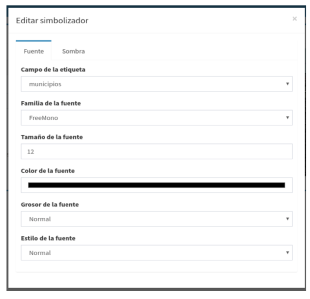 Editar simbolizador ×
Fuente Sombra
Campo de la etiqueta
municipios
Familia de la fuente
FreeMono
Tamaño de la fuente
12
Color de la fuente
Grosor de la fuente
Normal
Estilo de la fuente
Normal